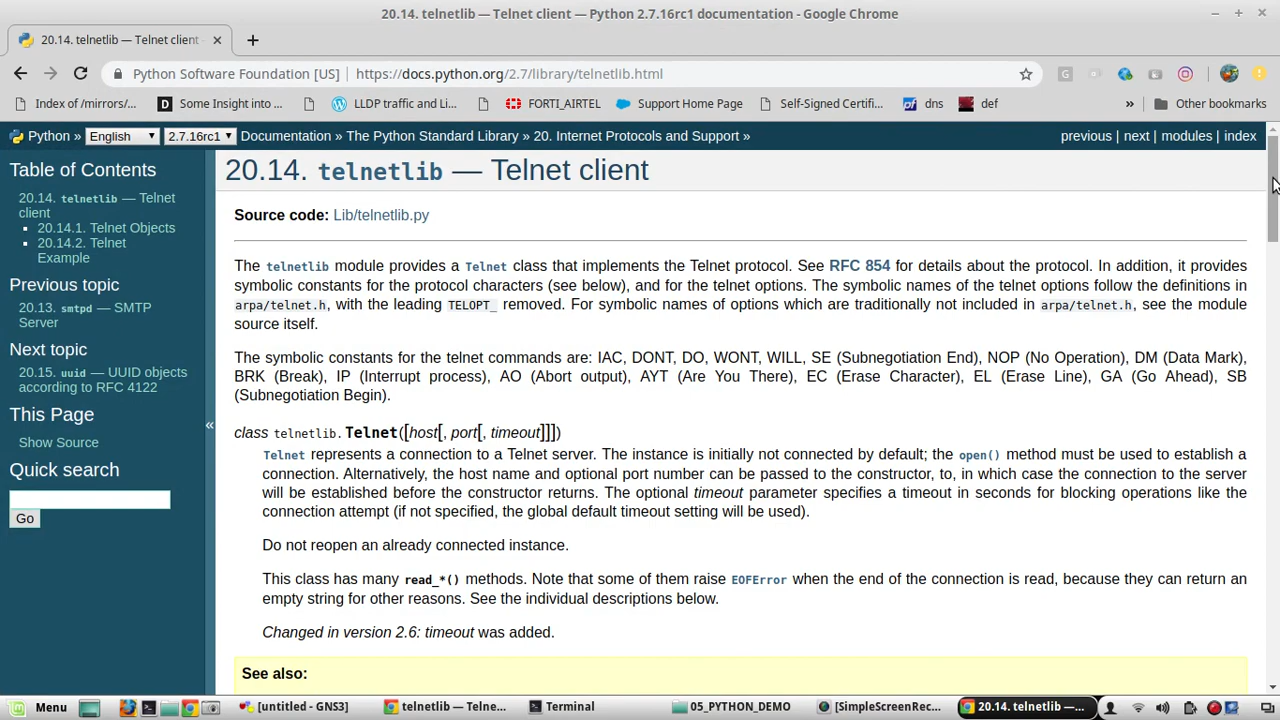 20.14. telnetlib — Telnet client — Python 2.7.16rc1 documentation - Google Chrome
20.14. telnetlib — Telnet client
Python Software Foundation [US]
https://docs.python.org/2.7/library/telnetlib.html
Index of /mirrors/...
Some Insight into ...
LLDP traffic and Li...
FORTI_AIRTEL
Support Home Page
Self-Signed Certifi...
dns
def
»
Other bookmarks
Python » English 2.7.16rc1 Documentation » The Python Standard Library » 20. Internet Protocols and Support »
previous | next | modules | index
Table of Contents
20.14. telnetlib — Telnet
client
20.14.1. Telnet Objects
20.14.2. Telnet
Example
Previous topic
20.13. smtpd — SMTP
Server
Next topic
20.15. uuid — UUID objects
according to RFC 4122
This Page
Show Source
Quick search
Go
«
20.14. telnetlib — Telnet client
Source code: Lib/telnetlib.py
The telnetlib module provides a Telnet class that implements the Telnet protocol. See RFC 854 for details about the protocol. In addition, it provides
symbolic constants for the protocol characters (see below), and for the telnet options. The symbolic names of the telnet options follow the definitions in
arpa/telnet.h, with the leading TELOPT_ removed. For symbolic names of options which are traditionally not included in arpa/telnet.h, see the module
source itself.
The symbolic constants for the telnet commands are: IAC, DONT, DO, WONT, WILL, SE (Subnegotiation End), NOP (No Operation), DM (Data Mark),
BRK (Break), IP (Interrupt process), AO (Abort output), AYT (Are You There), EC (Erase Character), EL (Erase Line), GA (Go Ahead), SB
(Subnegotiation Begin).
class telnetlib.Telnet([host[, port[, timeout]]])
Telnet represents a connection to a Telnet server. The instance is initially not connected by default; the open() method must be used to establish a
connection. Alternatively, the host name and optional port number can be passed to the constructor, to, in which case the connection to the server
will be established before the constructor returns. The optional timeout parameter specifies a timeout in seconds for blocking operations like the
connection attempt (if not specified, the global default timeout setting will be used).
Do not reopen an already connected instance.
This class has many read_*() methods. Note that some of them raise EOFError when the end of the connection is read, because they can return an
empty string for other reasons. See the individual descriptions below.
Changed in version 2.6: timeout was added.
See also:
Menu
[untitled - GNS3]
telnetlib — Telne...
Terminal
05_PYTHON_DEMO
[SimpleScreenRec...
20.14. telnetlib —...